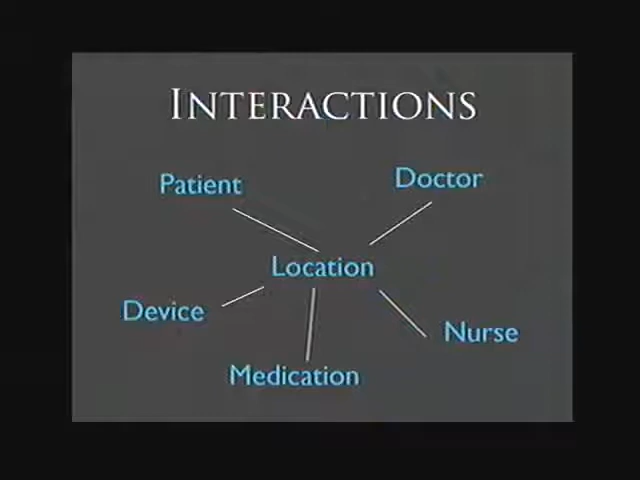 INTERACTIONS
Patient
Doctor
Location
Device
Nurse
Medication